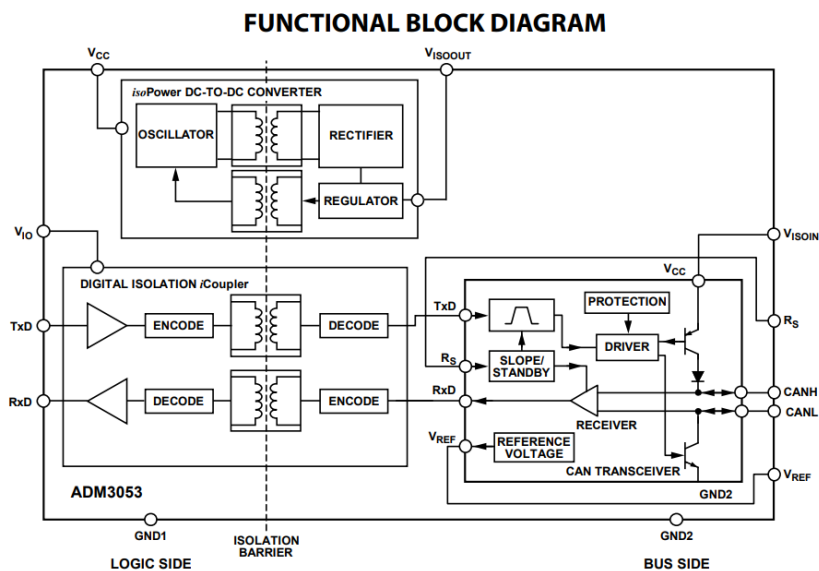 FUNCTIONAL BLOCK DIAGRAM
VCC
VISOOUT
isoPower DC-TO-DC CONVERTER
OSCILLATOR
RECTIFIER
REGULATOR
VIO
VISOIN
DIGITAL ISOLATION iCoupler
VCC
TxD
ENCODE
DECODE
TxD
PROTECTION
DRIVER
RS
RS
SLOPE/
STANDBY
RxD
DECODE
ENCODE
RxD
RECEIVER
CANH
CANL
VREF
REFERENCE
VOLTAGE
CAN TRANSCEIVER
VREF
GND2
ADM3053
GND1
ISOLATION
BARRIER
GND2
LOGIC SIDE
BUS SIDE